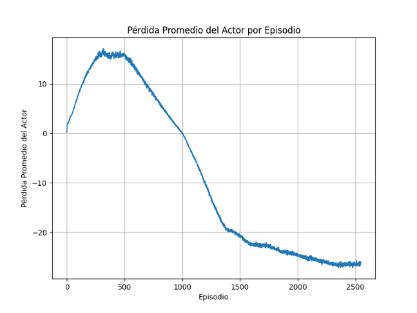 Pérdida Promedio del Actor por Episodio
Pérdida Promedio del Actor
10
0
−10
−20
0 500 1000 1500 2000 2500
Episodio